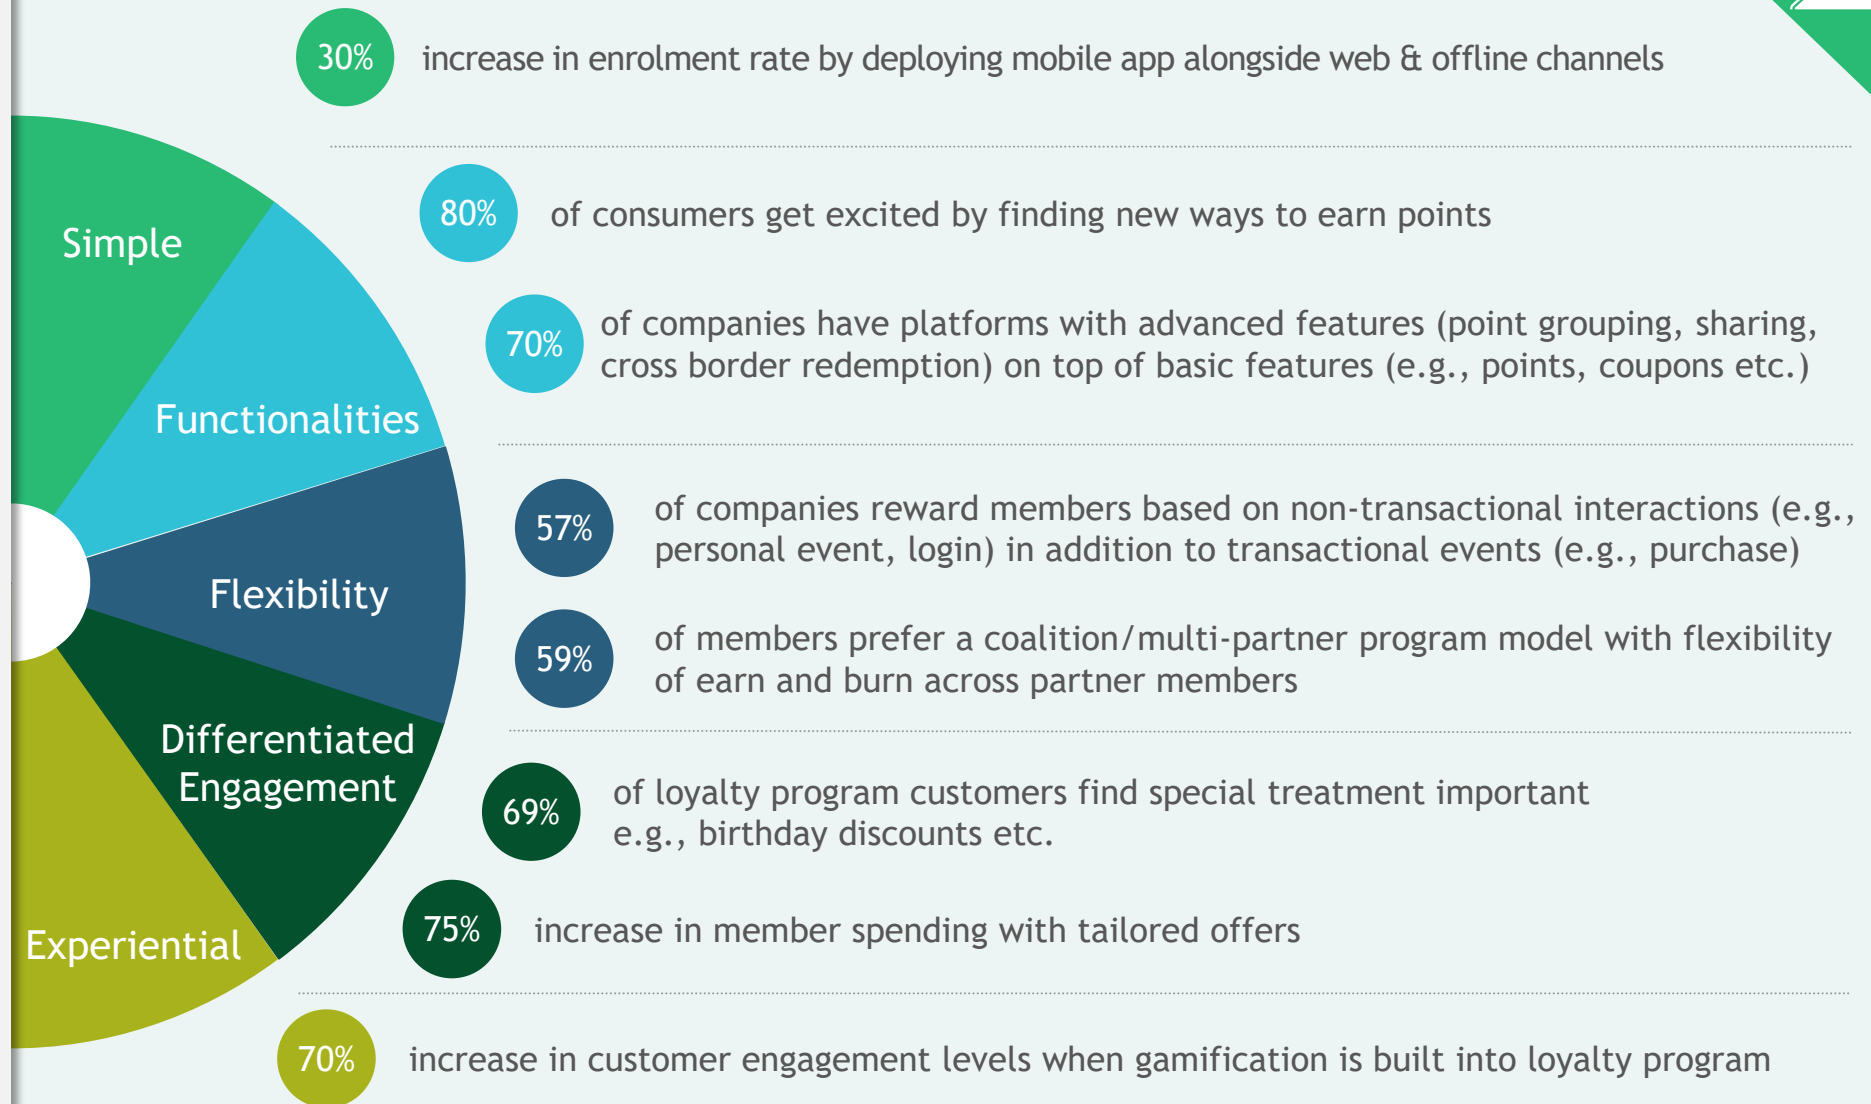 30%
increase in enrolment rate by deploying mobile app alongside web & offline channels
Simple
80%
of consumers get excited by finding new ways to earn points
Functionalities
70%
of companies have platforms with advanced features (point grouping, sharing,
cross border redemption) on top of basic features (e.g., points, coupons etc.)
Flexibility
57%
of companies reward members based on non-transactional interactions (e.g.,
personal event, login) in addition to transactional events (e.g., purchase)
59%
of members prefer a coalition/multi-partner program model with flexibility
of earn and burn across partner members
Differentiated
Engagement
69%
of loyalty program customers find special treatment important
e.g., birthday discounts etc.
75%
increase in member spending with tailored offers
Experiential
70%
increase in customer engagement levels when gamification is built into loyalty program